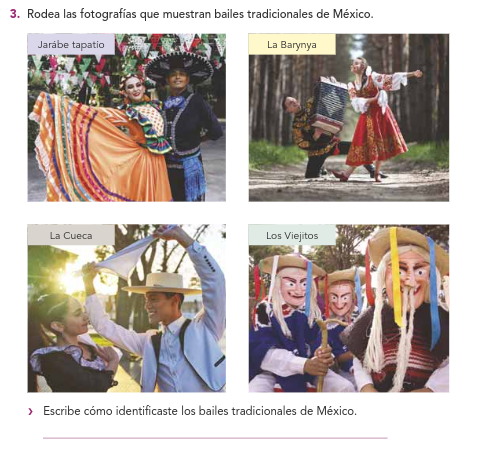 3. Rodea las fotografías que muestran bailes tradicionales de México.
Jarábe tapatío
La Barynya
La Cueca
Los Viejitos
› Escribe cómo identificaste los bailes tradicionales de México.